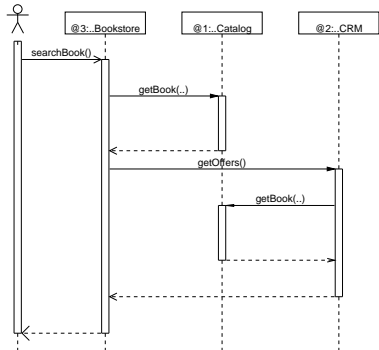 @3:..Bookstore
@1:..Catalog
@2:..CRM
searchBook()
getBook(..)
getOffers()
getBook(..)